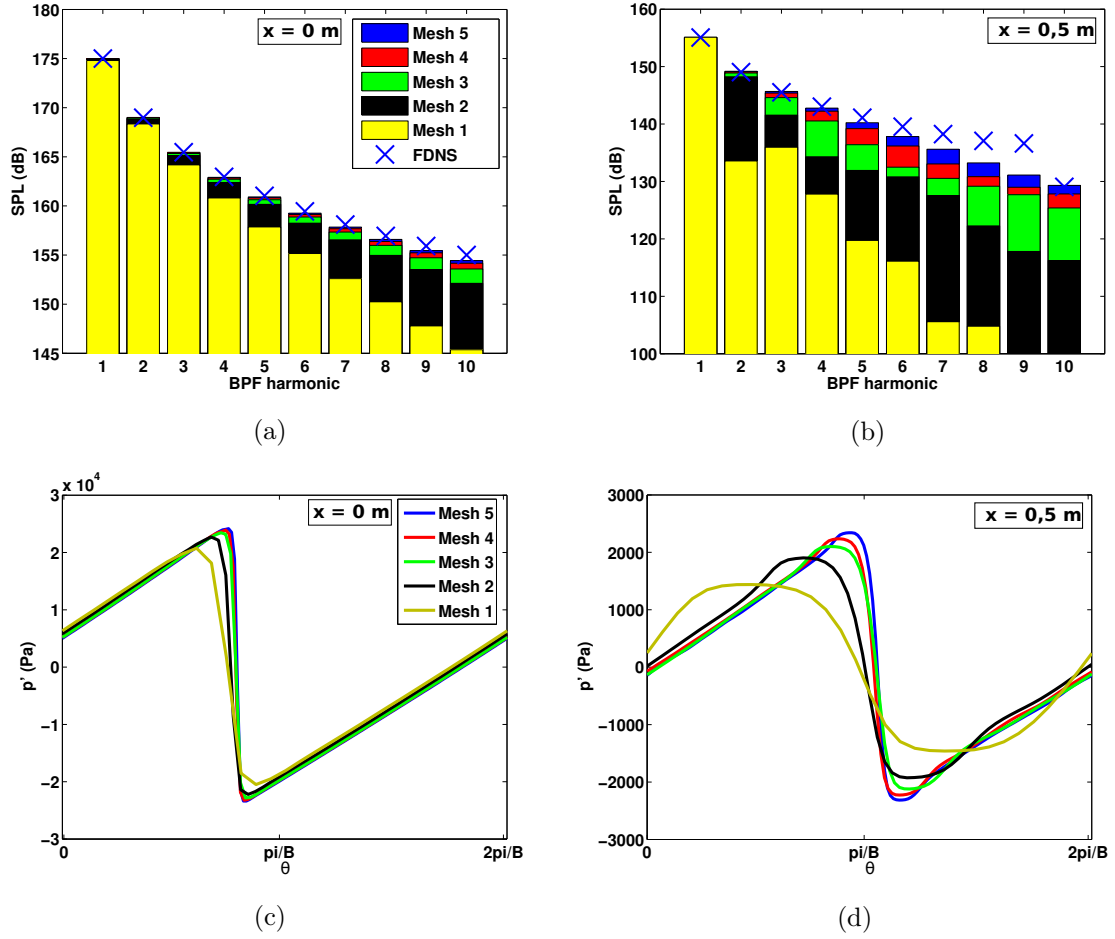 x = 0 m
Mesh 5
Mesh 4
Mesh 3
Mesh 2
Mesh 1
FDNS
SPL (dB)
180
175
170
165
160
155
150
145
1 2 3 4 5 6 7 8 9 10
BPF harmonic
(a)
x = 0,5 m
SPL (dB)
160
150
140
130
120
110
100
1 2 3 4 5 6 7 8 9 10
BPF harmonic
(b)
x 10^4
x = 0 m
Mesh 5
Mesh 4
Mesh 3
Mesh 2
Mesh 1
p' (Pa)
3
2
1
0
−1
−2
−3
0 pi/B 2pi/B
θ
(c)
x = 0,5 m
p' (Pa)
3000
2000
1000
0
−1000
−2000
−3000
0 pi/B 2pi/B
θ
(d)